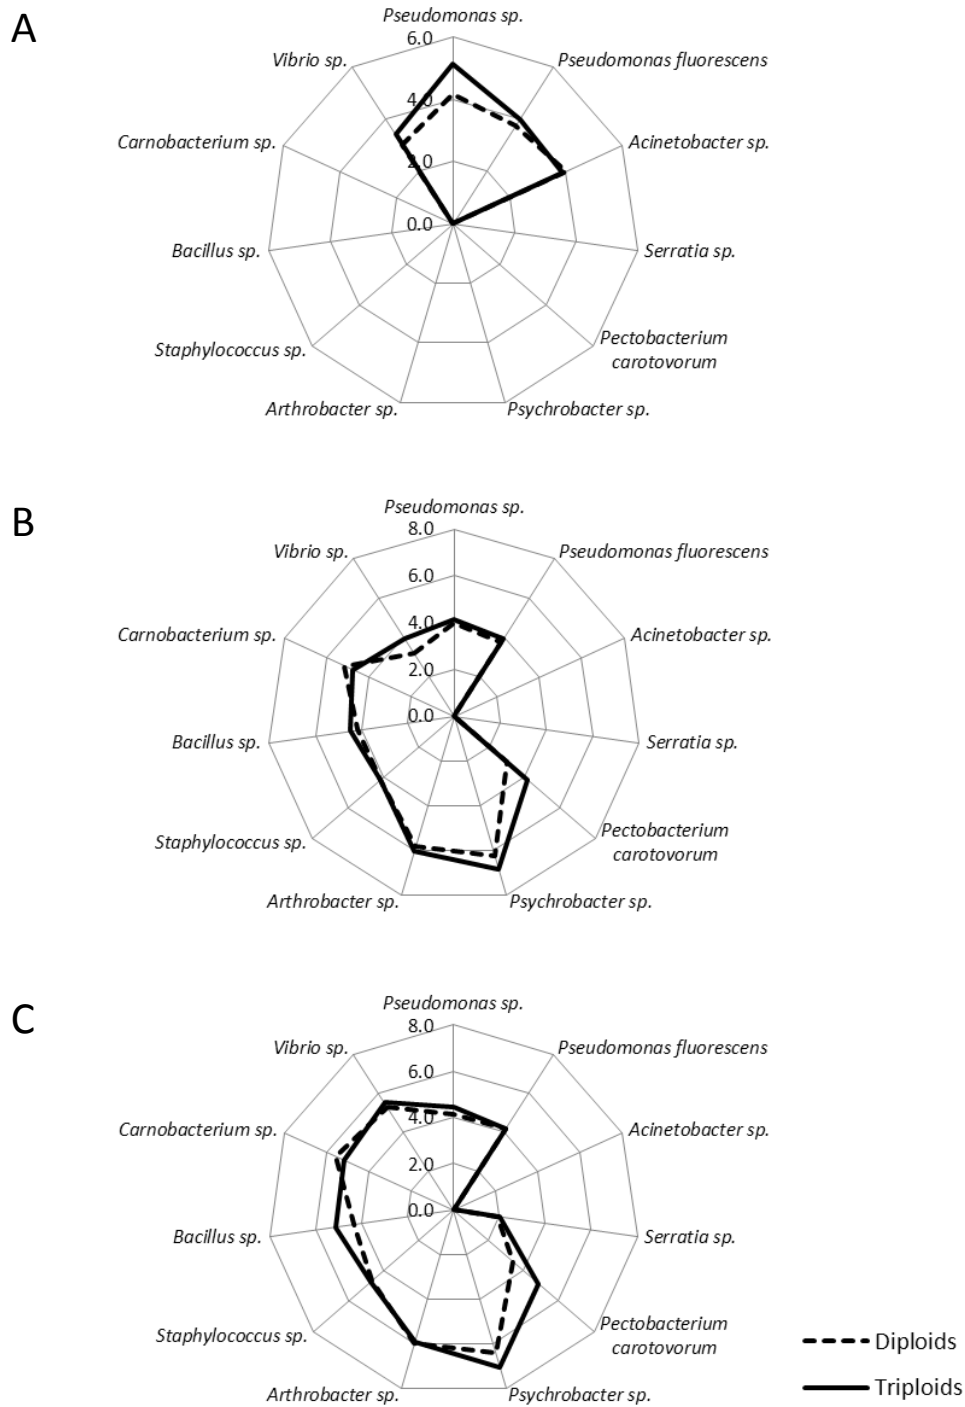 A
Pseudomonas sp.
6.0
Vibrio sp.
Pseudomonas fluorescens
4.0
Carnobacterium sp.
Acinetobacter sp.
2.0
0.0
Bacillus sp.
Serratia sp.
Pectobacterium
carotovorum
Staphylococcus sp.
Arthrobacter sp.
Psychrobacter sp.
B
Pseudomonas sp.
8.0
Vibrio sp.
Pseudomonas fluorescens
6.0
Carnobacterium sp.
Acinetobacter sp.
4.0
2.0
0.0
Bacillus sp.
Serratia sp.
Pectobacterium
carotovorum
Staphylococcus sp.
Arthrobacter sp.
Psychrobacter sp.
C
Pseudomonas sp.
8.0
Vibrio sp.
Pseudomonas fluorescens
6.0
Carnobacterium sp.
Acinetobacter sp.
4.0
2.0
0.0
Bacillus sp.
Serratia sp.
Pectobacterium
carotovorum
Staphylococcus sp.
Arthrobacter sp.
Psychrobacter sp.
Diploids
Triploids